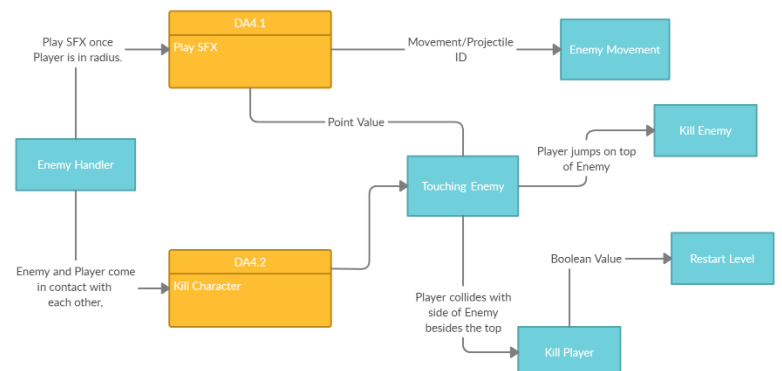 DA4.1
Play SFX
Play SFX once
Player is in radius.
Movement/Projectile
ID
Enemy Movement
Point Value
Kill Enemy
Player jumps on top
of Enemy
Enemy Handler
Touching Enemy
DA4.2
Kill Character
Enemy and Player come
in contact with
each other,
Boolean Value
Restart Level
Player collides with
side of Enemy
besides the top
Kill Player